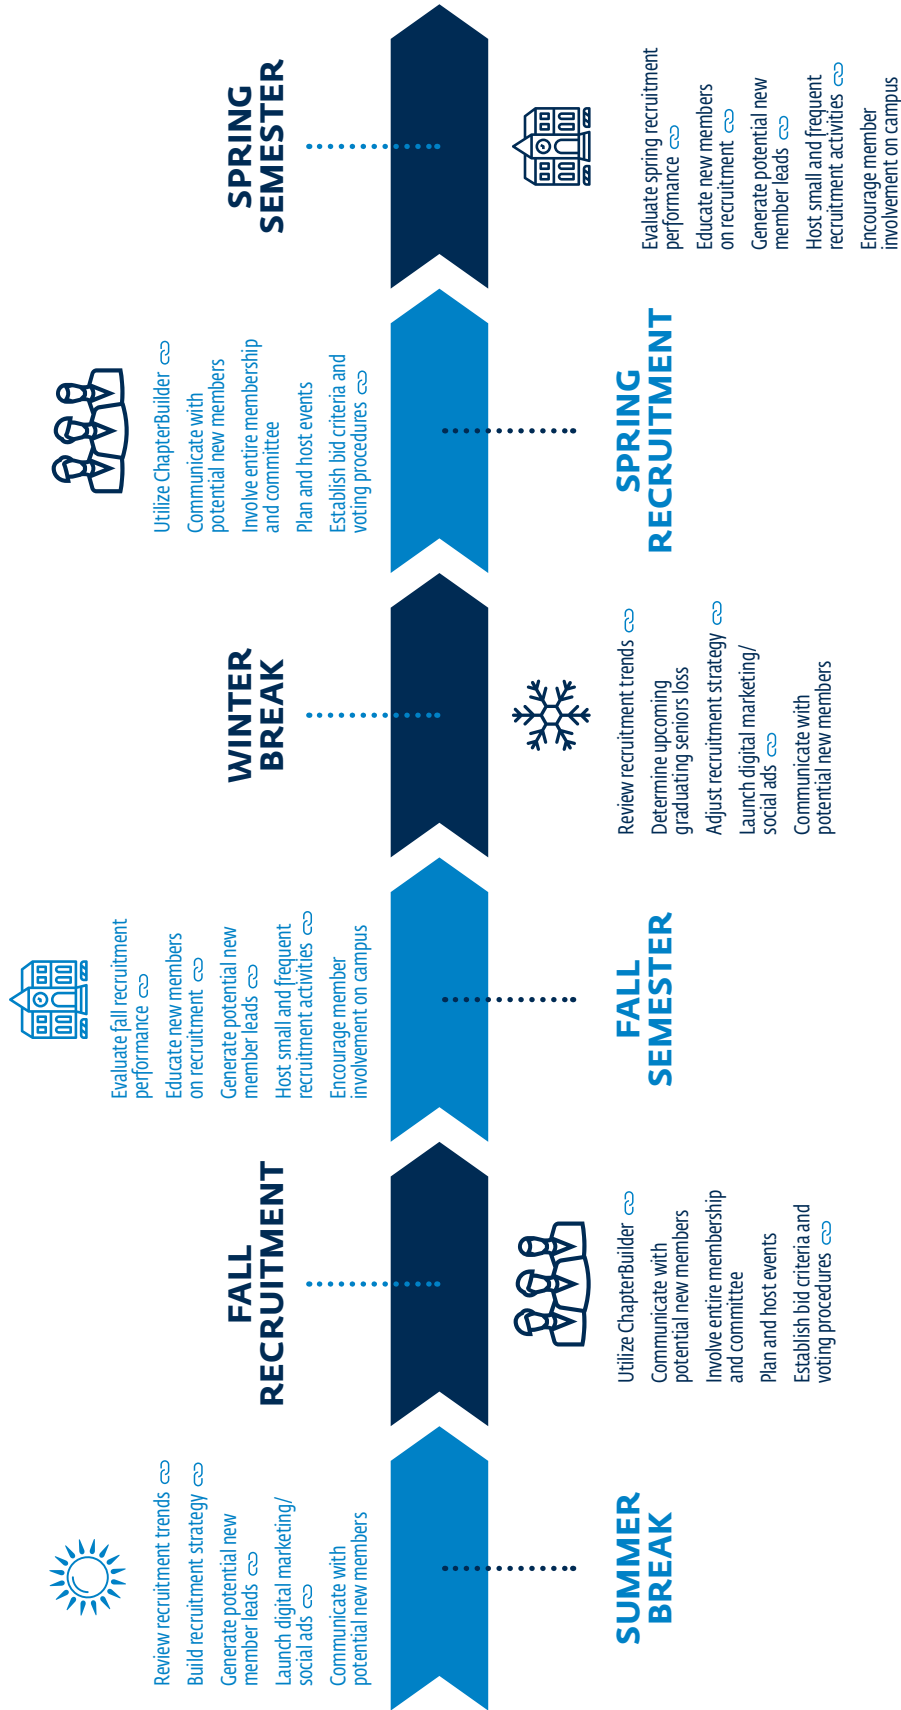 Review recruitment trends
Build recruitment strategy
Generate potential new
member leads
Launch digital marketing/
social ads
Communicate with
potential new members
SUMMER
BREAK
FALL
RECRUITMENT
Utilize ChapterBuilder
Communicate with
potential new members
Involve entire membership
and committee
Plan and host events
Establish bid criteria and
voting procedures
Evaluate fall recruitment
performance
Educate new members
on recruitment
Generate potential new
member leads
Host small and frequent
recruitment activities
Encourage member
involvement on campus
FALL
SEMESTER
WINTER
BREAK
Review recruitment trends
Determine upcoming
graduating seniors loss
Adjust recruitment strategy
Launch digital marketing/
social ads
Communicate with
potential new members
Utilize ChapterBuilder
Communicate with
potential new members
Involve entire membership
and committee
Plan and host events
Establish bid criteria and
voting procedures
SPRING
RECRUITMENT
SPRING
SEMESTER
Evaluate spring recruitment
performance
Educate new members
on recruitment
Generate potential new
member leads
Host small and frequent
recruitment activities
Encourage member
involvement on campus